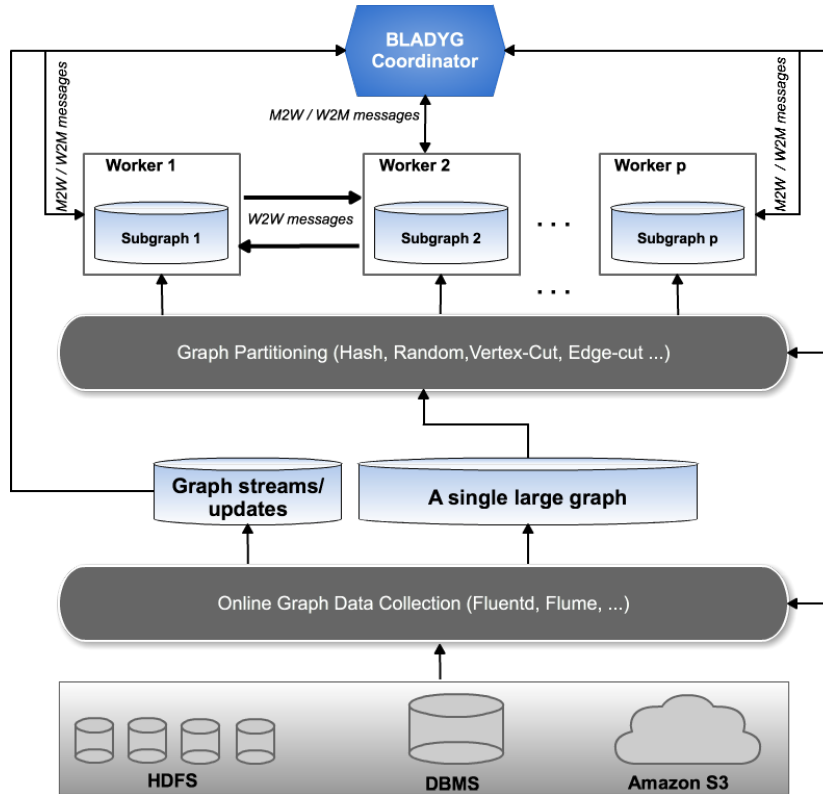 BLADYG
Coordinator
M2W / W2M messages
M2W / W2M messages
M2W / W2M messages
Worker 1
Worker 2
Worker p
W2W messages
Subgraph 1
Subgraph 2
Subgraph p
. . .
. . .
Graph Partitioning (Hash, Random,Vertex-Cut, Edge-cut ...)
Graph streams/
updates
A single large graph
Online Graph Data Collection (Fluentd, Flume, ...)
HDFS
DBMS
Amazon S3